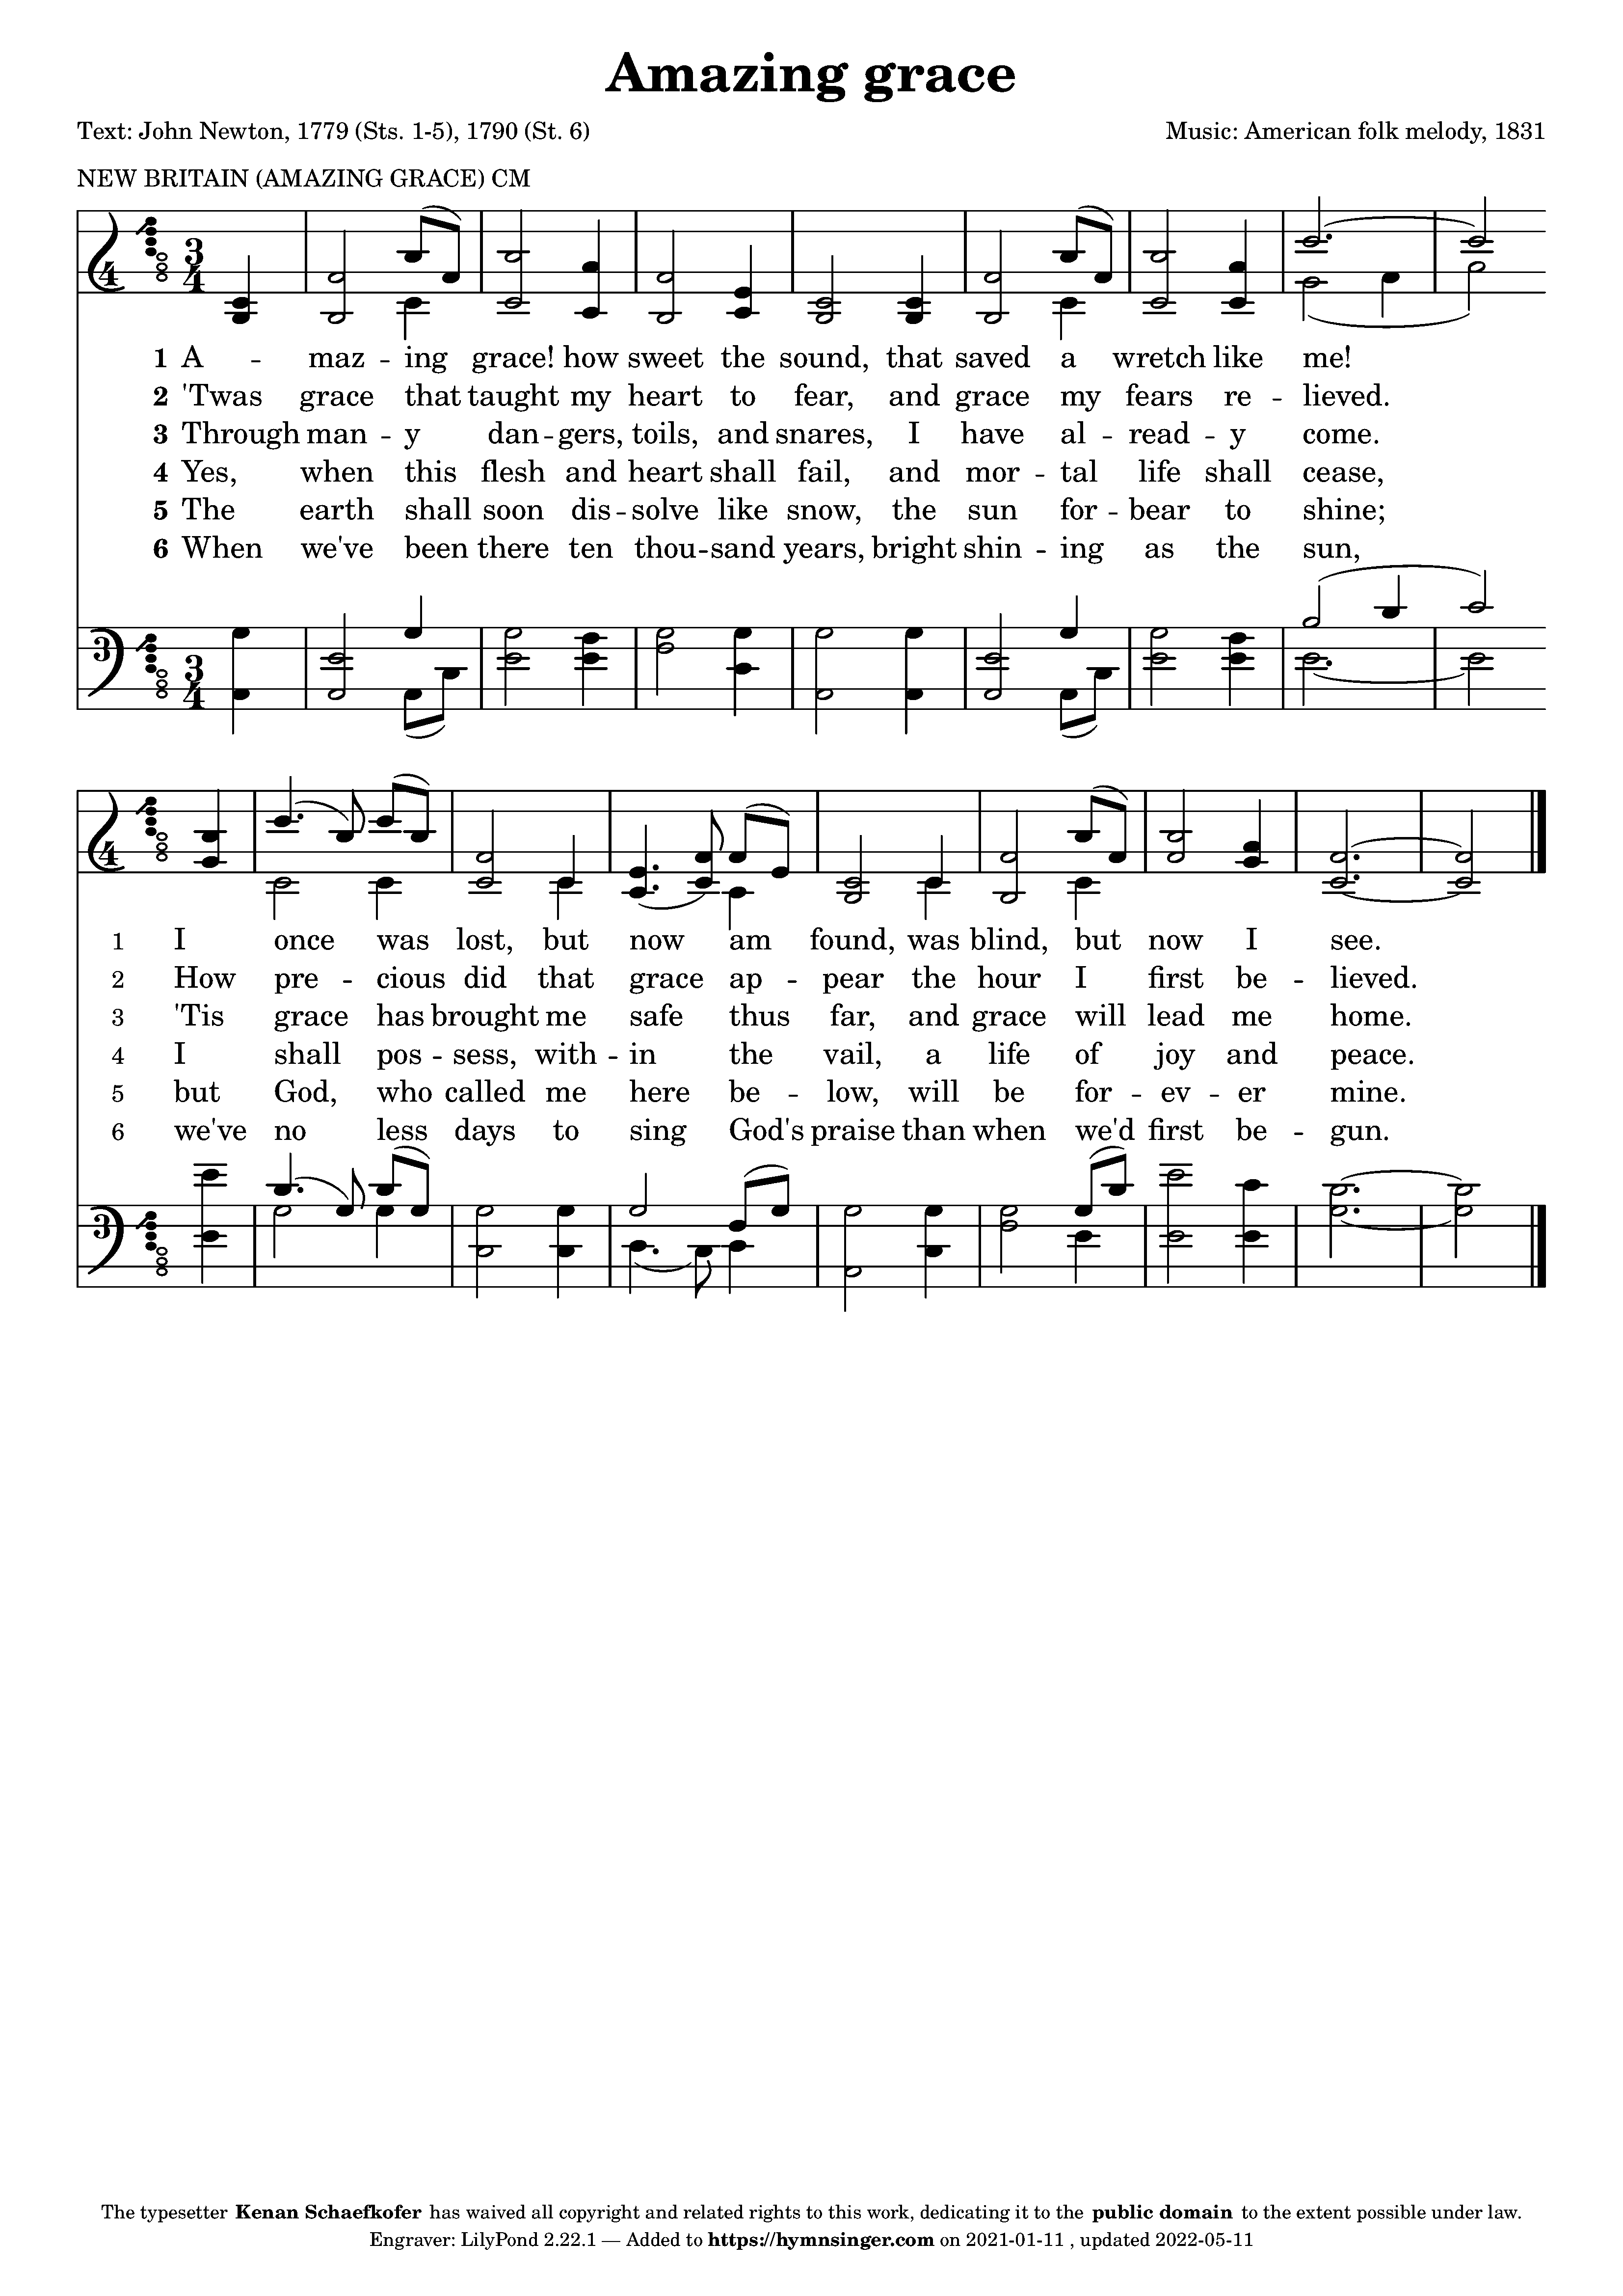 Amazing grace
Text: John Newton, 1779 (Sts. 1-5), 1790 (St. 6)
Music: American folk melody, 1831
NEW BRITAIN (AMAZING GRACE) CM
4 3 4
1 A -- maz -- ing grace! how sweet the sound, that saved a wretch like me!
2 'Twas grace that taught my heart to fear, and grace my fears re -- lieved.
3 Through man -- y dan -- gers, toils, and snares, I have al -- read -- y come.
4 Yes, when this flesh and heart shall fail, and mor -- tal life shall cease,
5 The earth shall soon dis -- solve like snow, the sun for -- bear to shine;
6 When we've been there ten thou -- sand years, bright shin -- ing as the sun,
3 3 4
4
1 I once was lost, but now am found, was blind, but now I see.
2 How pre -- cious did that grace ap -- pear the hour I first be -- lieved.
3 'Tis grace has brought me safe thus far, and grace will lead me home.
4 I shall pos -- sess, with -- in the vail, a life of joy and peace.
5 but God, who called me here be -- low, will be for -- ev -- er mine.
6 we've no less days to sing God's praise than when we'd first be -- gun.
3
The typesetter Kenan Schaefkofer has waived all copyright and related rights to this work, dedicating it to the public domain to the extent possible under law.
Engraver: LilyPond 2.22.1 — Added to https://hymnsinger.com on 2021-01-11 , updated 2022-05-11